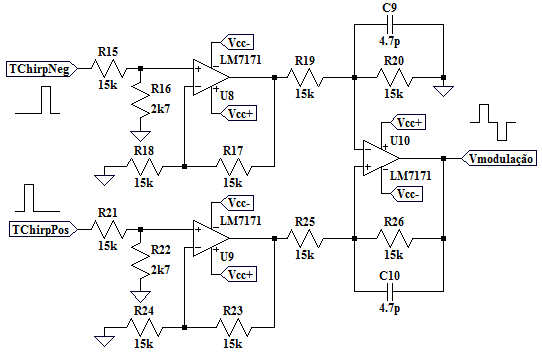 C9
4.7p
R15
Vcc-
LM7171
R19
R20
TChirpNeg
15k
R16
2k7
U8
Vcc+
15k
15k
R18
R17
15k
15k
Vcc+
U10
Vmodulação
LM7171
Vcc-
Vcc-
R21
LM7171
R25
R26
TChirpPos
15k
R22
2k7
U9
Vcc+
15k
15k
C10
4.7p
R24
R23
15k
15k